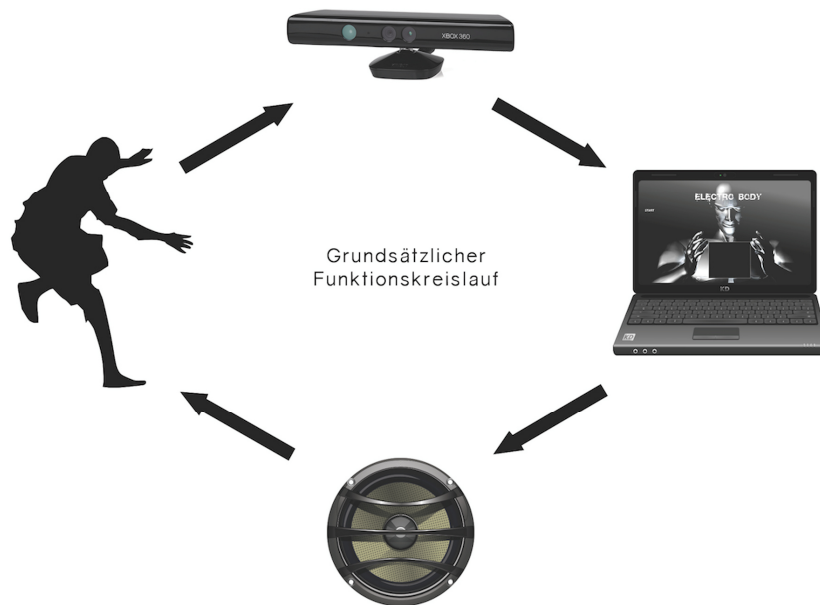 XBOX 360
ELECTRO BODY
START
Grundsätzlicher
Funktionskreislauf